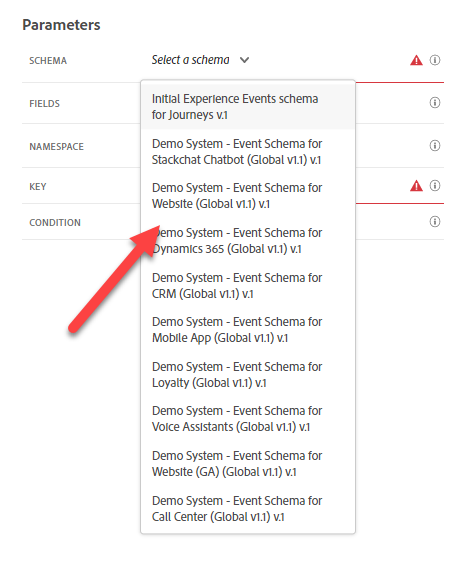 Parameters
SCHEMA
Select a schema
FIELDS
NAMESPACE
KEY
CONDITION
Initial Experience Events schema
for Journeys v.1
Demo System - Event Schema for
Stackchat Chatbot (Global v1.1) v.1
Demo System - Event Schema for
Website (Global v1.1) v.1
Demo System - Event Schema for
Dynamics 365 (Global v1.1) v.1
Demo System - Event Schema for
CRM (Global v1.1) v.1
Demo System - Event Schema for
Mobile App (Global v1.1) v.1
Demo System - Event Schema for
Loyalty (Global v1.1) v.1
Demo System - Event Schema for
Voice Assistants (Global v1.1) v.1
Demo System - Event Schema for
Website (GA) (Global v1.1) v.1
Demo System - Event Schema for
Call Center (Global v1.1) v.1